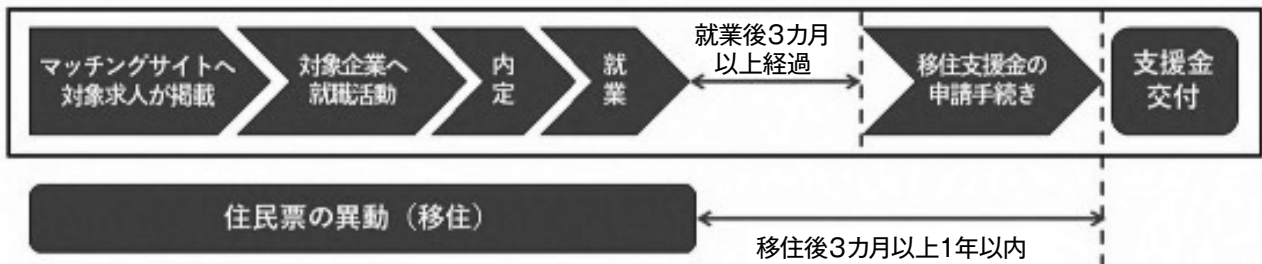 マッチングサイトへ
対象求人が掲載
対象企業へ
就職活動
内
定
就
業
就業後3カ月
以上経過
移住支援金の
申請手続き
支援金
交付
住民票の異動（移住）
移住後3カ月以上1年以内